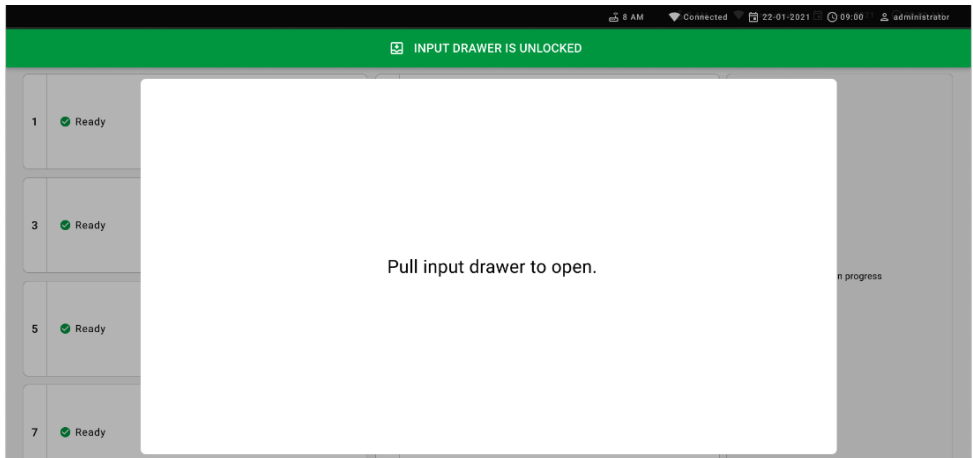 8 AM Connected 22-01-2021 09:00 administrator
INPUT DRAWER IS UNLOCKED
1 Ready
3 Ready
Pull input drawer to open.
n progress
5 Ready
7 Ready